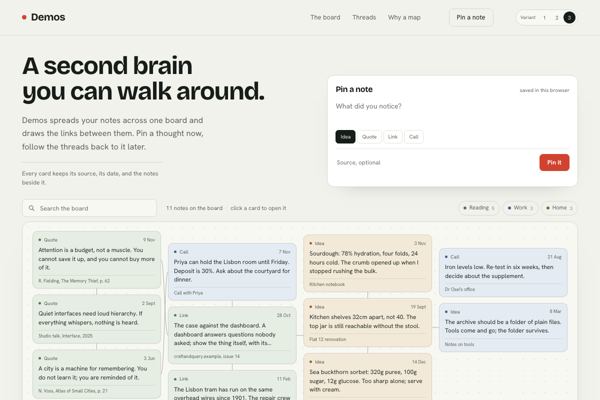 Demos
The board
Threads
Why a map
Pin a note
Variant 1 2 3
A second brain
you can walk around.
Demos spreads your notes across one board and
draws the links between them. Pin a thought now,
follow the threads back to it later.
Every card keeps its source, its date, and the notes
beside it.
Pin a note
saved in this browser
What did you notice?
Idea
Quote
Link
Call
Source, optional
Pin it
Search the board
11 notes on the board
click a card to open it
Reading 5
Work 3
Home 3
Quote 9 Nov
Attention is a budget, not a muscle. You
cannot save it up, and you cannot buy more
of it.
R. Fielding, The Memory Thief, p. 62
Quote 2 Sept
Quiet interfaces need loud hierarchy. If
everything whispers, nothing is heard.
Studio talk, Interface, 2025
Quote 3 Jun
A city is a machine for remembering. You
do not learn it; you are reminded of it.
N. Voss, Atlas of Small Cities, p. 21
Call 7 Nov
Priya can hold the Lisbon room until Friday.
Deposit is 30%. Ask about the courtyard for
dinner.
Call with Priya
Link 28 Oct
The case against the dashboard. A
dashboard answers questions nobody
asked; show the thing itself, with its...
craftandquery.example, issue 14
Link 11 Feb
The Lisbon tram has run on the same
overhead wires since 1901. The repair crew
Idea 3 Nov
Sourdough: 78% hydration, four folds, 24
hours cold. The crumb opened up when I
stopped rushing the bulk.
Kitchen notebook
Idea 19 Sept
Kitchen shelves 32cm apart, not 40. The
top jar is still reachable without the stool.
Flat 12 renovation
Idea 14 Dec
Sea buckthorn sorbet: 320g puree, 100g
sugar, 12g glucose. Too sharp alone; serve
with cream.
Call 21 Aug
Iron levels low. Re-test in six weeks, then
decide about the supplement.
Dr Osei's office
Idea 8 Mar
The archive should be a folder of plain files.
Tools come and go; the folder survives.
Notes on tools